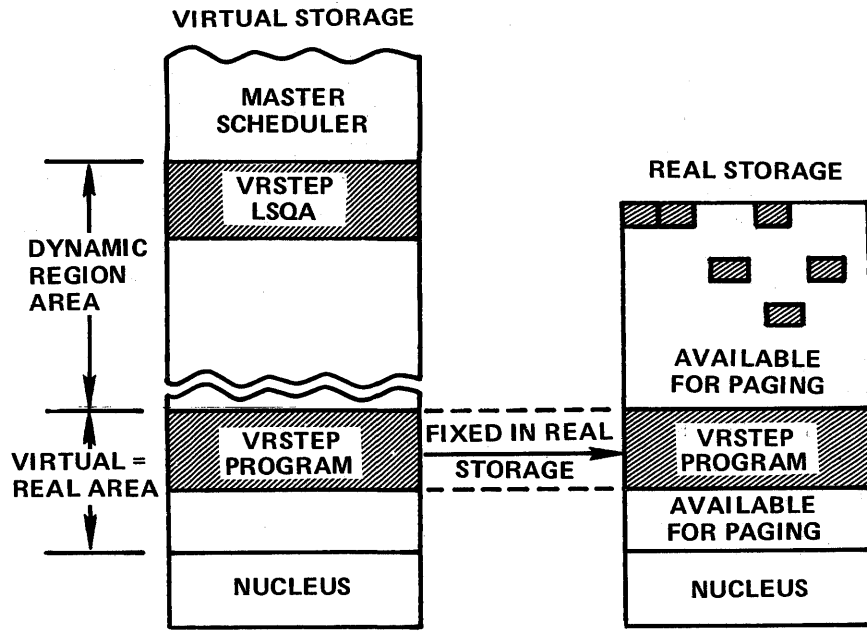 VIRTUAL STORAGE
MASTER
SCHEDULER
VRSTEP
LSQA
DYNAMIC
REGION
AREA
VIRTUAL =
REAL AREA
VRSTEP
PROGRAM
NUCLEUS
FIXED IN REAL
STORAGE
REAL STORAGE
AVAILABLE
FOR PAGING
VRSTEP
PROGRAM
AVAILABLE
FOR PAGING
NUCLEUS